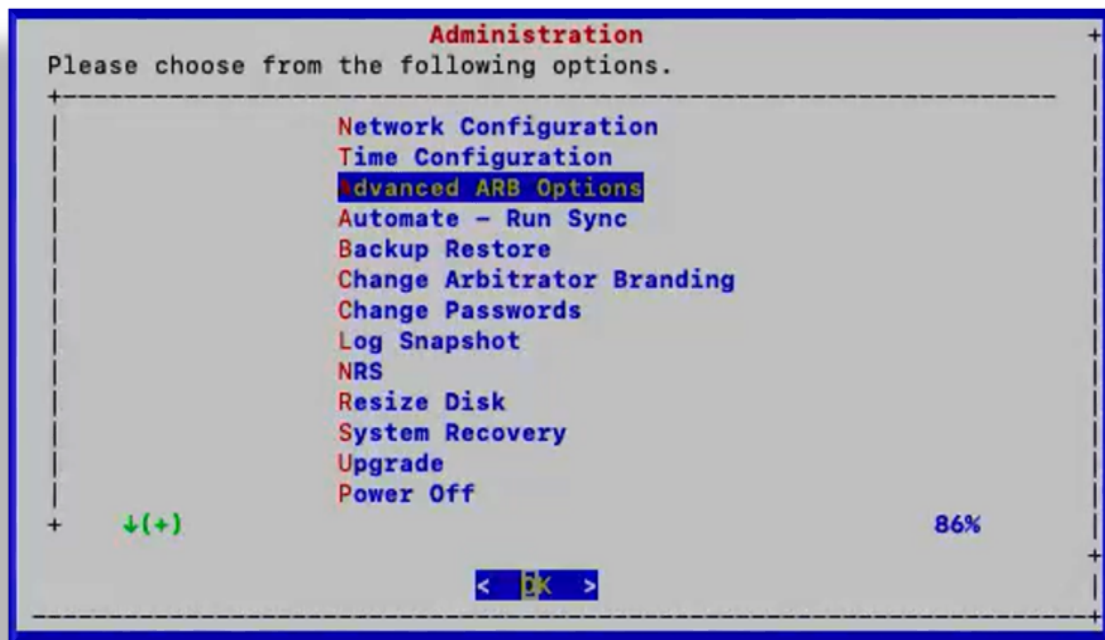 Administration
Please choose from the following options.
Network Configuration
Time Configuration
Advanced ARB Options
Automate – Run Sync
Backup Restore
Change Arbitrator Branding
Change Passwords
Log Snapshot
NRS
Resize Disk
System Recovery
Upgrade
Power Off
↓(+) 86%
< OK >